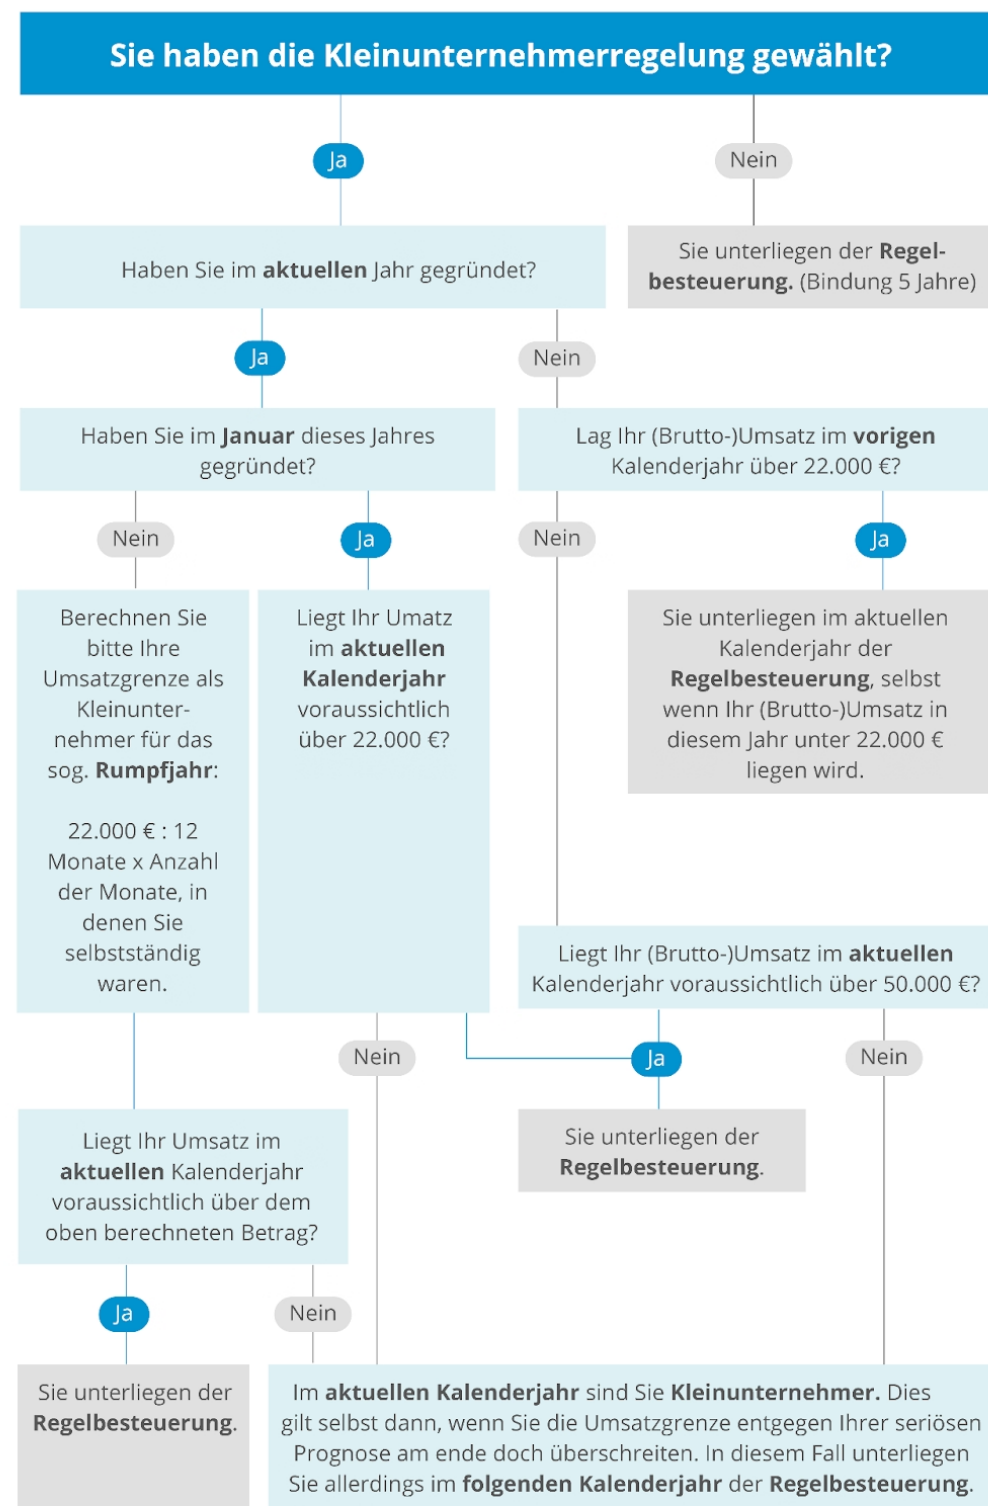 Sie haben die Kleinunternehmerregelung gewählt?
Ja
Nein
Haben Sie im aktuellen Jahr gegründet?
Sie unterliegen der Regel-
besteuerung. (Bindung 5 Jahre)
Ja
Nein
Haben Sie im Januar dieses Jahres
gegründet?
Lag Ihr (Brutto-)Umsatz im vorigen
Kalenderjahr über 22.000 €?
Nein
Ja
Nein
Ja
Berechnen Sie
bitte Ihre
Umsatzgrenze als
Kleinunter-
nehmer für das
sog. Rumpfjahr:
22.000 € : 12
Monate x Anzahl
der Monate, in
denen Sie
selbstständig
waren.
Liegt Ihr Umatz
im aktuellen
Kalenderjahr
voraussichtlich
über 22.000 €?
Sie unterliegen im aktuellen
Kalenderjahr der
Regelbesteuerung, selbst
wenn Ihr (Brutto-)Umsatz in
diesem Jahr unter 22.000 €
liegen wird.
Liegt Ihr (Brutto-)Umsatz im aktuellen
Kalenderjahr voraussichtlich über 50.000 €?
Nein
Ja
Nein
Liegt Ihr Umsatz im
aktuellen Kalenderjahr
voraussichtlich über dem
oben berechneten Betrag?
Sie unterliegen der
Regelbesteuerung.
Ja
Nein
Sie unterliegen der
Regelbesteuerung.
Im aktuellen Kalenderjahr sind Sie Kleinunternehmer. Dies
gilt selbst dann, wenn Sie die Umsatzgrenze entgegen Ihrer seriösen
Prognose am ende doch überschreiten. In diesem Fall unterliegen
Sie allerdings im folgenden Kalenderjahr der Regelbesteuerung.